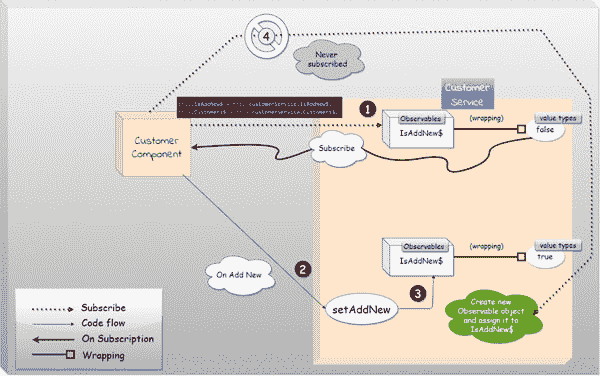 4
Never
subscribed
Customer
Service
1
Observables
IsAddNew$
(wrapping)
value types
false
Customer
Component
Subscribe
Observables
IsAddNew$
(wrapping)
value types
true
On Add New
2
3
setAddNew
Create new
Observable object
and assign it to
IsAddNew$
Subscribe
Code flow
On Subscription
Wrapping